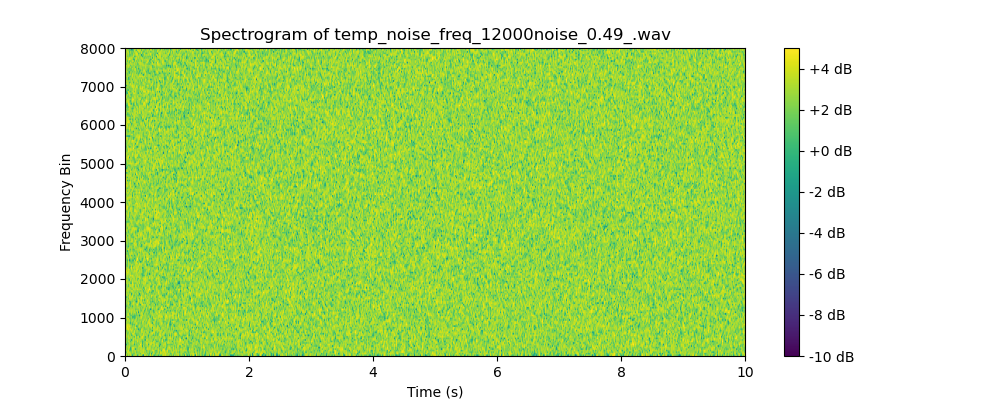 Spectrogram of temp_noise_freq_12000noise_0.49_.wav
8000
7000
6000
5000
4000
3000
2000
1000
0
Frequency Bin
0 2 4 6 8 10
Time (s)
+4 dB
+2 dB
+0 dB
-2 dB
-4 dB
-6 dB
-8 dB
-10 dB